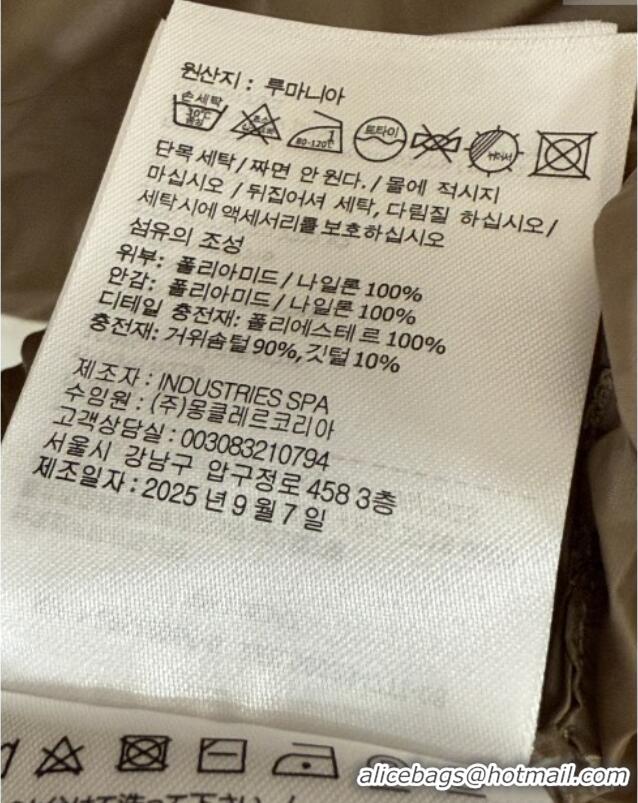 원산지 : 루마니아
손세탁
30℃
중성
염소
80-120℃ 1
드라이
단독 세탁/짜면 안 원다./물에 적시지
마십시오 /뒤집어셔 세탁, 다림질 하십시오/
세탁시에 액세서리를 보호하십시오
섬유의 조성
위부: 폴리아미드/나일론 100%
안감: 폴리아미드/나일론 100%
디테일 충전재: 폴리에스테르 100%
충전재: 거위솜털 90%, 깃털 10%
제조자 : INDUSTRIES SPA
수임원 : (주)몽클레르코리아
고객상담실 : 003083210794
서울시 강남구 압구정로 458 3층
제조일자 : 2025 년 9 월 7 일
alicebags@hotmail.com